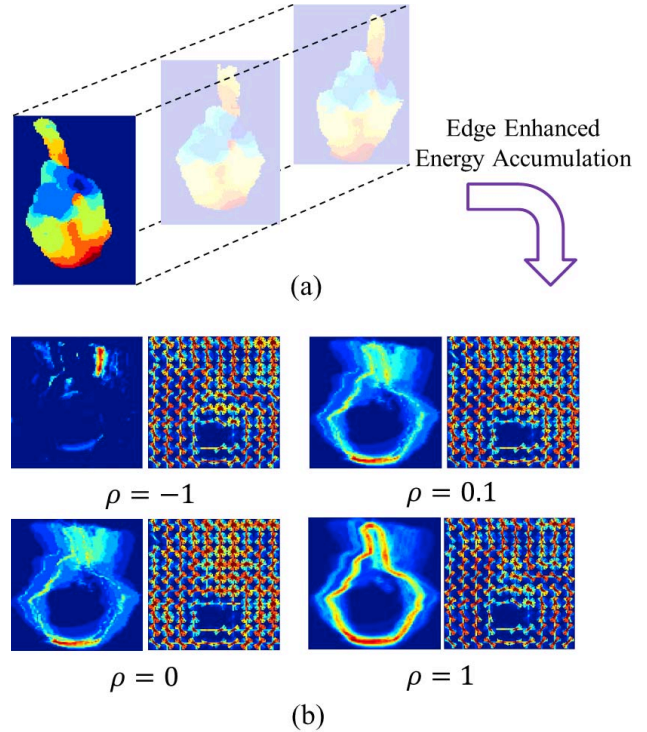 Edge Enhanced
Energy Accumulation
(a)
ρ = −1
ρ = 0.1
ρ = 0
ρ = 1
(b)